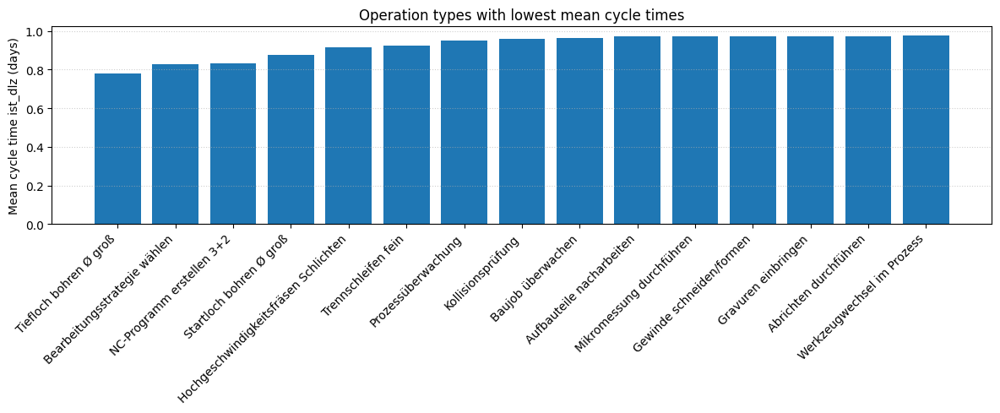 Operation types with lowest mean cycle times
Mean cycle time ist_dlz (days)
1.0
0.8
0.6
0.4
0.2
0.0
Tiefloch bohren Ø groß
Bearbeitungsstrategie wählen
NC-Programm erstellen 3+2
Startloch bohren Ø groß
Hochgeschwindigkeitsfräsen Schlichten
Trennschleifen fein
Prozessüberwachung
Kollisionsprüfung
Baujob überwachen
Aufbauteile nacharbeiten
Mikromessung durchführen
Gewinde schneiden/formen
Gravuren einbringen
Abrichten durchführen
Werkzeugwechsel im Prozess